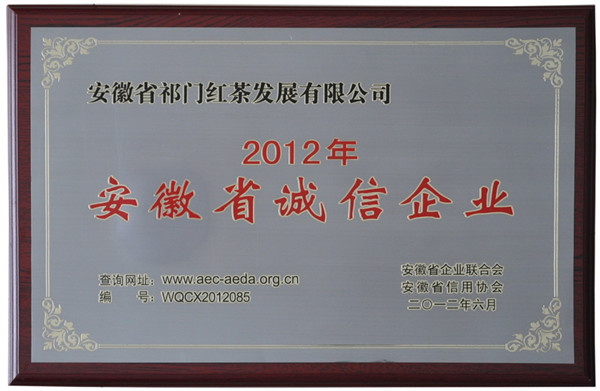 安徽省祁门红茶发展有限公司
2012年
安徽省诚信企业
查询网址：www.aec-aeda.org.cn
编　　号：WQCX2012085
安徽省企业联合会
安徽省信用协会
二〇一二年六月